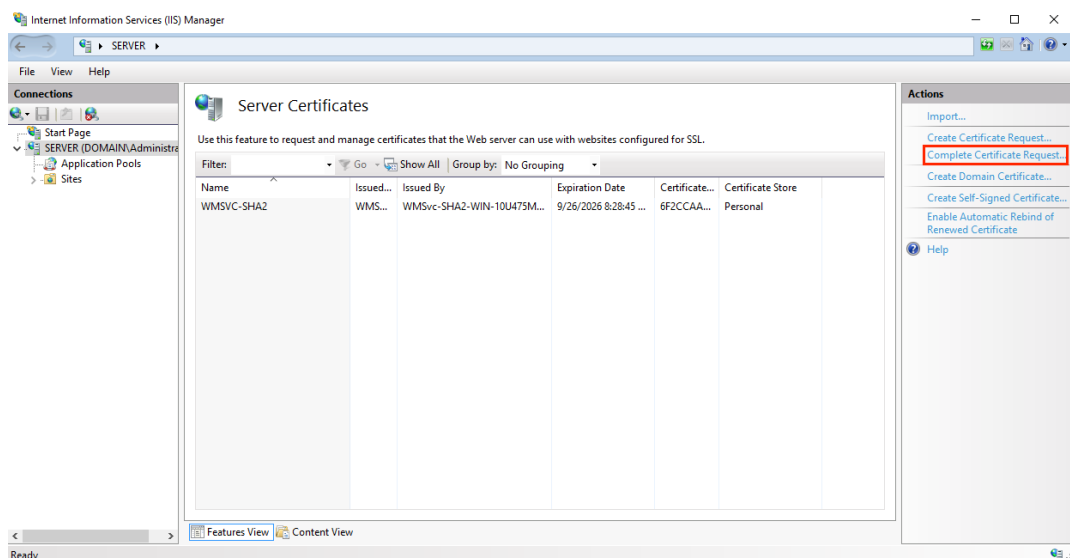 Internet Information Services (IIS) Manager
SERVER
File View Help
Connections
Start Page
SERVER (DOMAIN\Administra
Application Pools
Sites
Server Certificates
Use this feature to request and manage certificates that the Web server can use with websites configured for SSL.
Filter: Go Show All Group by: No Grouping
Name Issued... Issued By Expiration Date Certificate... Certificate Store
WMSVC-SHA2 WMS... WMSvc-SHA2-WIN-10U475M... 9/26/2026 8:28:45 ... 6F2CCAA... Personal
Features View Content View
Actions
Import...
Create Certificate Request...
Complete Certificate Request...
Create Domain Certificate...
Create Self-Signed Certificate...
Enable Automatic Rebind of
Renewed Certificate
Help
Ready